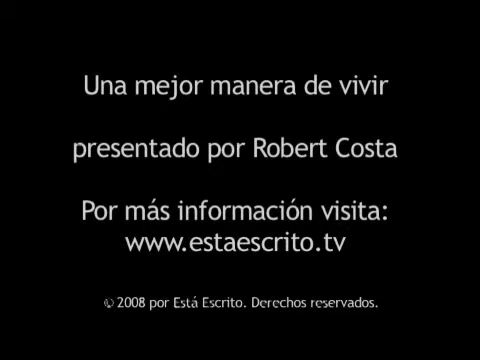 Una mejor manera de vivir
presentado por Robert Costa
Por más información visita:
www.estaescrito.tv
© 2008 por Está Escrito. Derechos reservados.